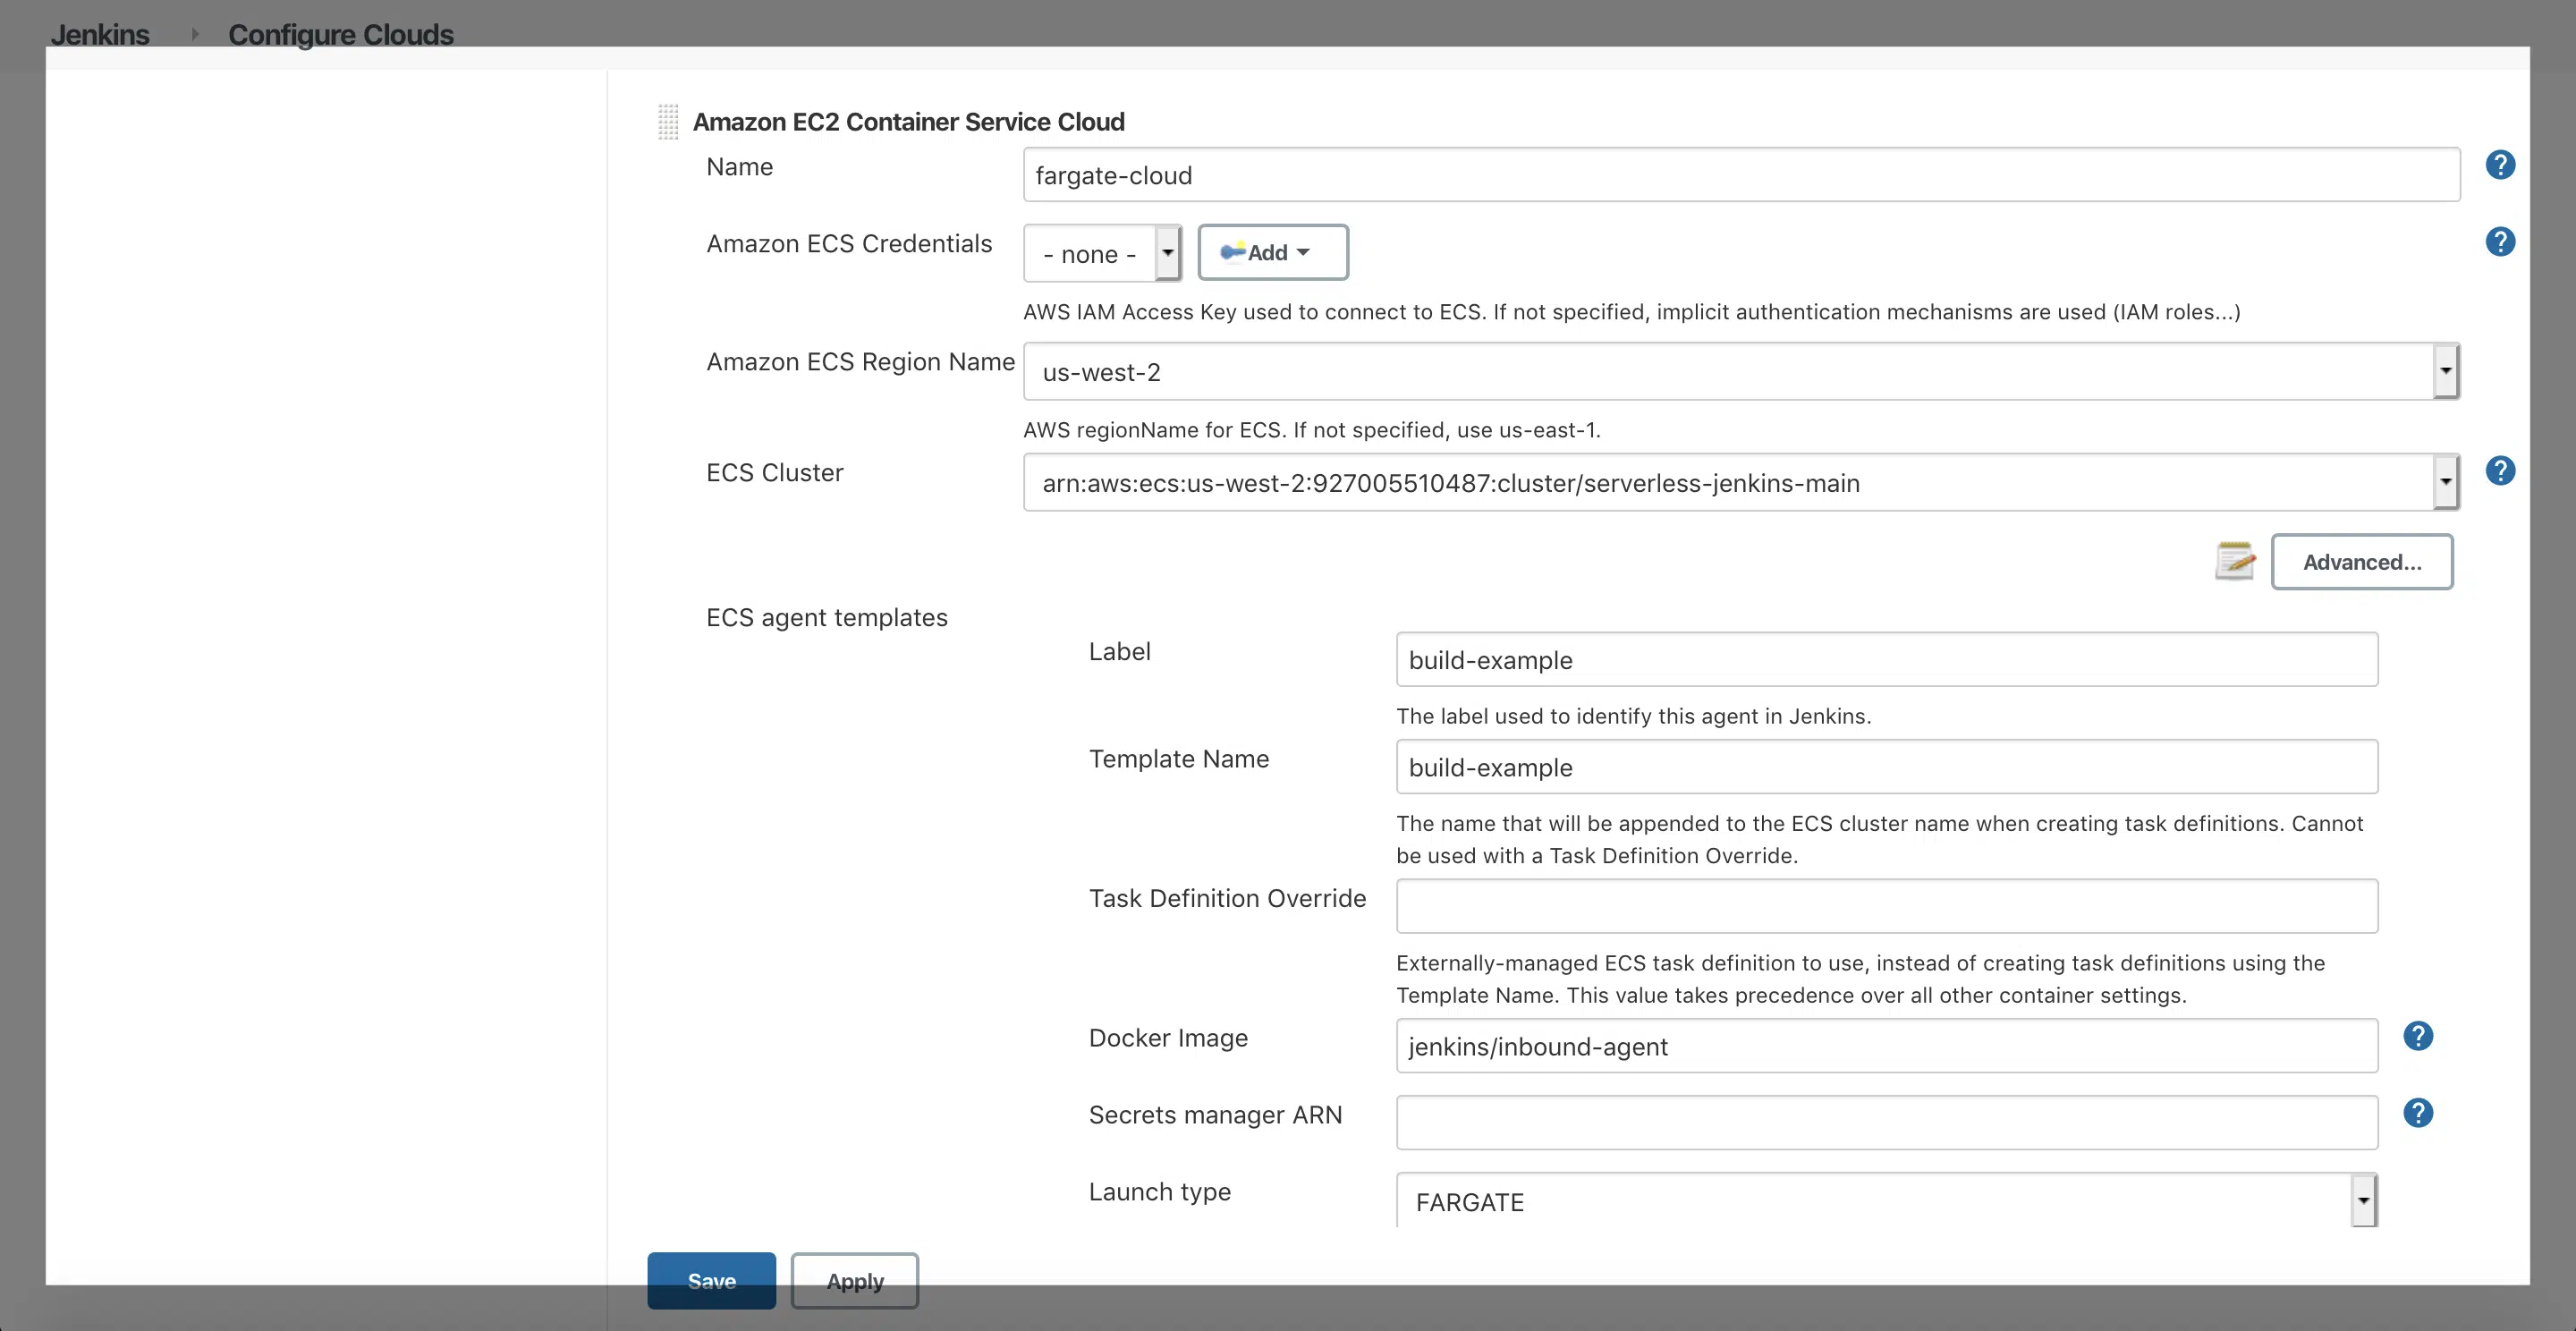 Jenkins Configure Clouds
Amazon EC2 Container Service Cloud
Name
fargate-cloud
?
Amazon ECS Credentials
- none -
Add
?
AWS IAM Access Key used to connect to ECS. If not specified, implicit authentication mechanisms are used (IAM roles...)
Amazon ECS Region Name
us-west-2
AWS regionName for ECS. If not specified, use us-east-1.
ECS Cluster
arn:aws:ecs:us-west-2:927005510487:cluster/serverless-jenkins-main
?
Advanced...
ECS agent templates
Label
build-example
The label used to identify this agent in Jenkins.
Template Name
build-example
The name that will be appended to the ECS cluster name when creating task definitions. Cannot
be used with a Task Definition Override.
Task Definition Override
Externally-managed ECS task definition to use, instead of creating task definitions using the
Template Name. This value takes precedence over all other container settings.
Docker Image
jenkins/inbound-agent
?
Secrets manager ARN
?
Launch type
FARGATE
Save
Apply